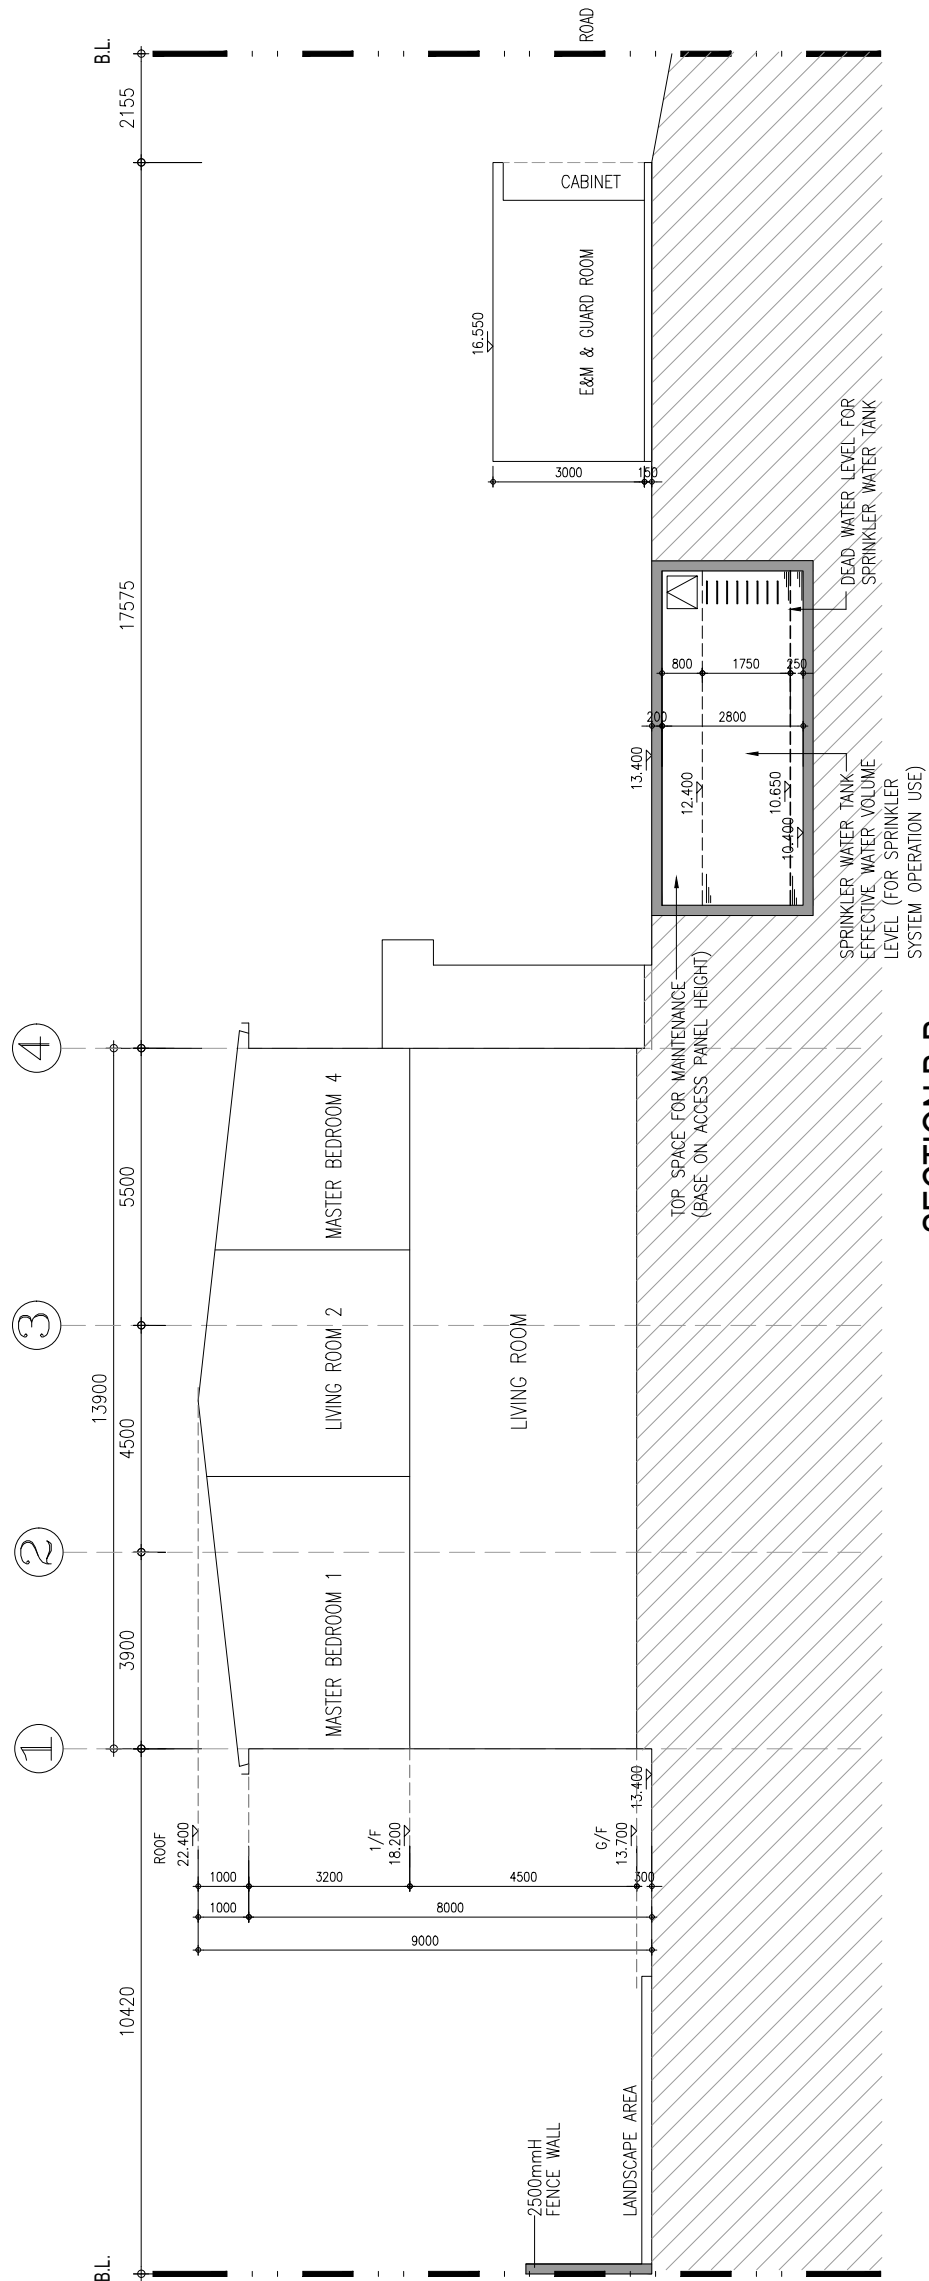 B.L.
10420
13900
3900
4500
5500
17575
2155
B.L.
1
2
3
4
ROOF
22.400
1/F
18.200
G/F
13.700
13.400
1000
3200
4500
300
1000
8000
9000
2500mmH
FENCE WALL
LANDSCAPE AREA
MASTER BEDROOM 1
LIVING ROOM 2
MASTER BEDROOM 4
LIVING ROOM
TOP SPACE FOR MAINTENANCE
(BASE ON ACCESS PANEL HEIGHT)
13.400
12.400
10.650
10.400
200
2800
800
1750
250
SPRINKLER WATER TANK
EFFECTIVE WATER VOLUME
LEVEL (FOR SPRINKLER
SYSTEM OPERATION USE)
DEAD WATER LEVEL FOR
SPRINKLER WATER TANK
3000
150
16.550
E&M & GUARD ROOM
CABINET
ROAD